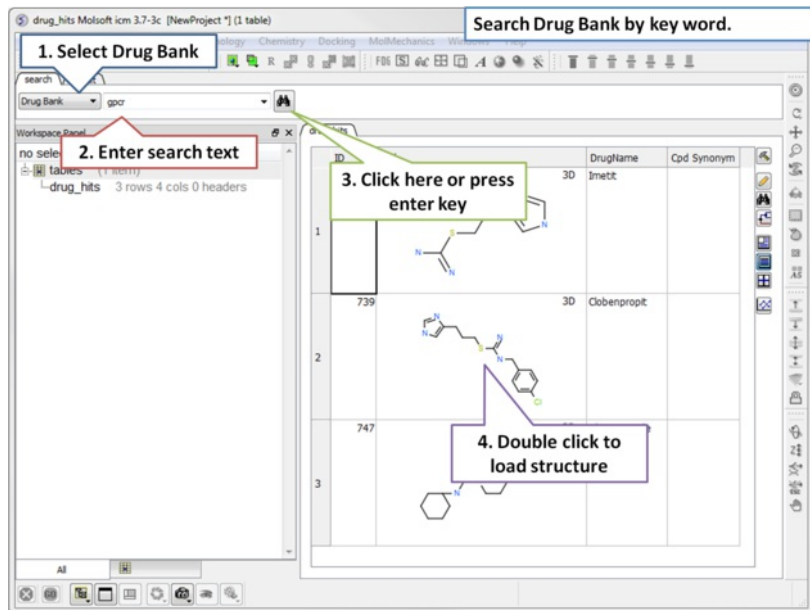 drug_hits Molsoft icm 3.7-3c [NewProject *] (1 table)
Search Drug Bank by key word.
1. Select Drug Bank
Chemistry Docking MolMechanics
search
Drug Bank gpcr
Workspace Panel
2. Enter search text
tables (1 item)
drug_hits 3 rows 4 cols 0 headers
3. Click here or press
enter key
ID DrugName Cpd Synonym
1 3D Imetit
S N N N
739 3D Clobenpropit
2
N N S N N Cl
747
4. Double click to
load structure
3
N
All